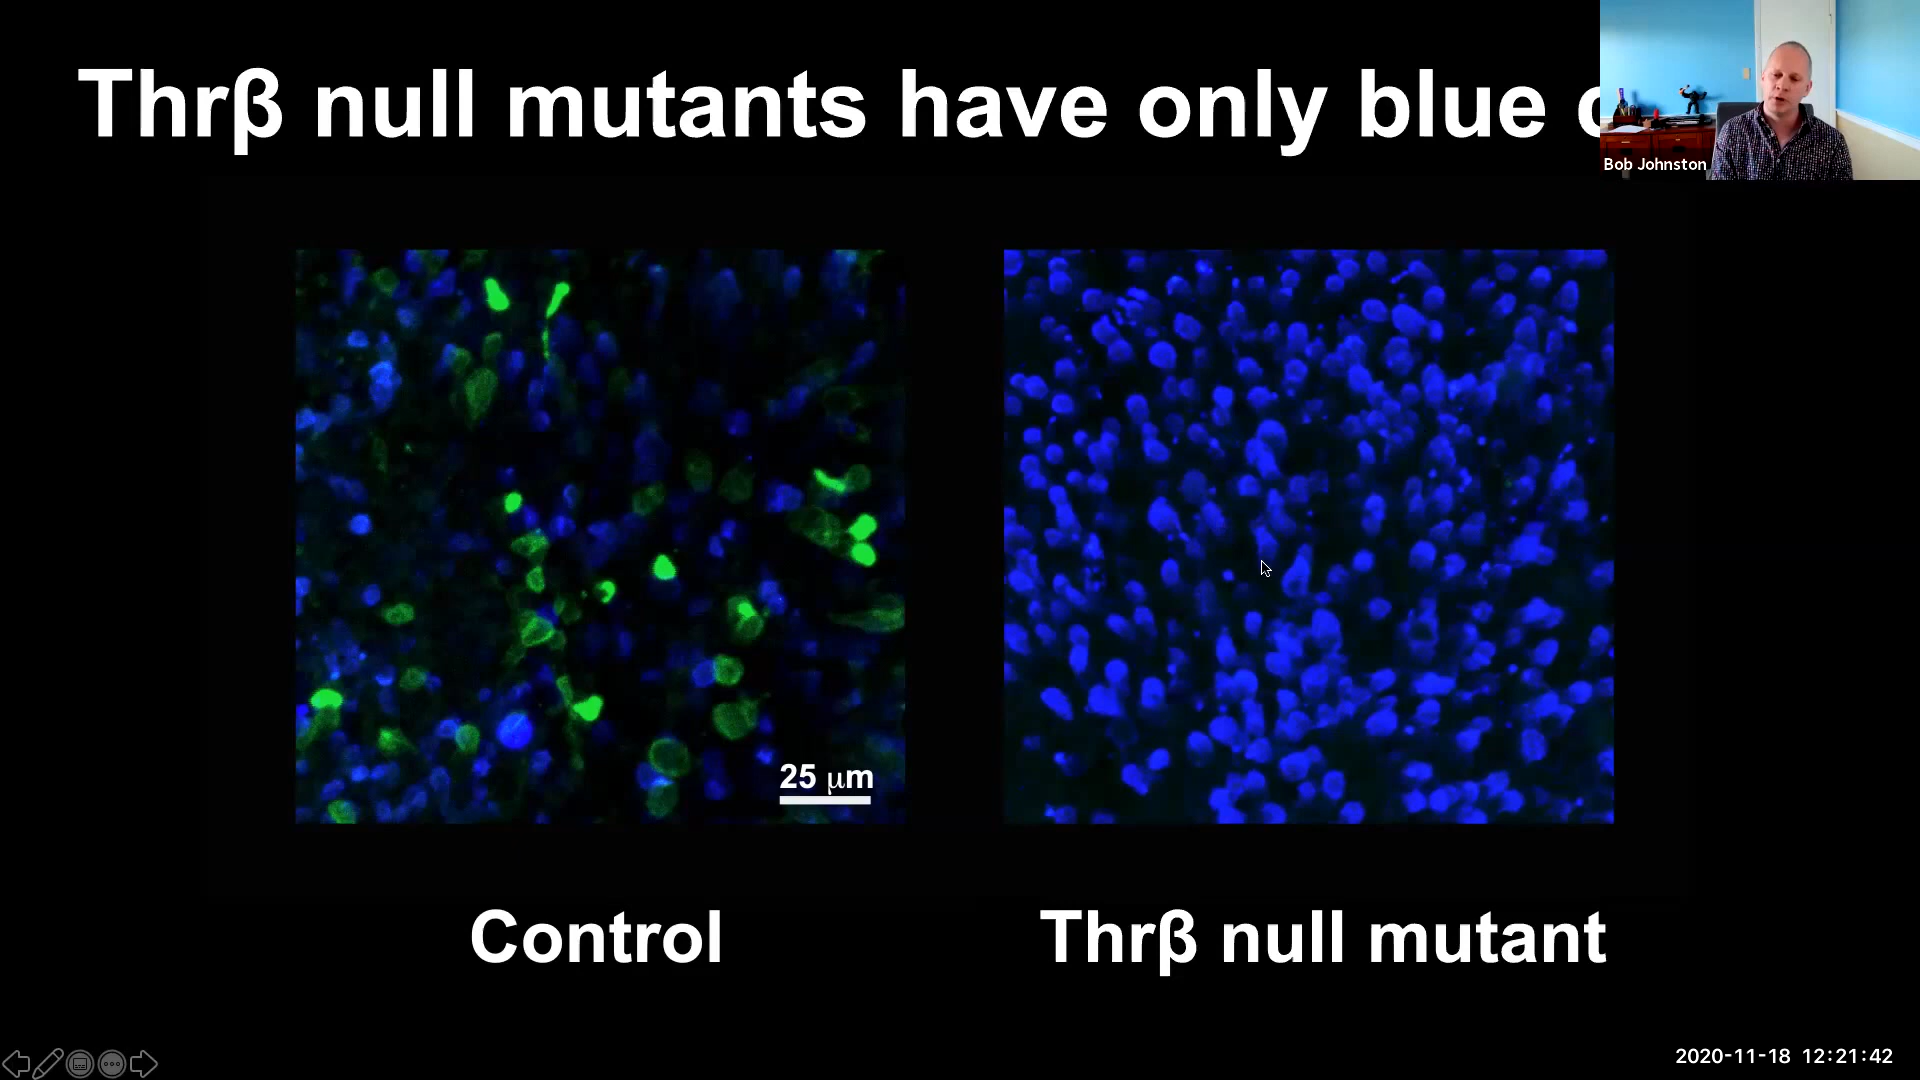 Thrβ null mutants have only blue
Bob Johnston
25 μm
Control
Thrβ null mutant
2020-11-18 12:21:42